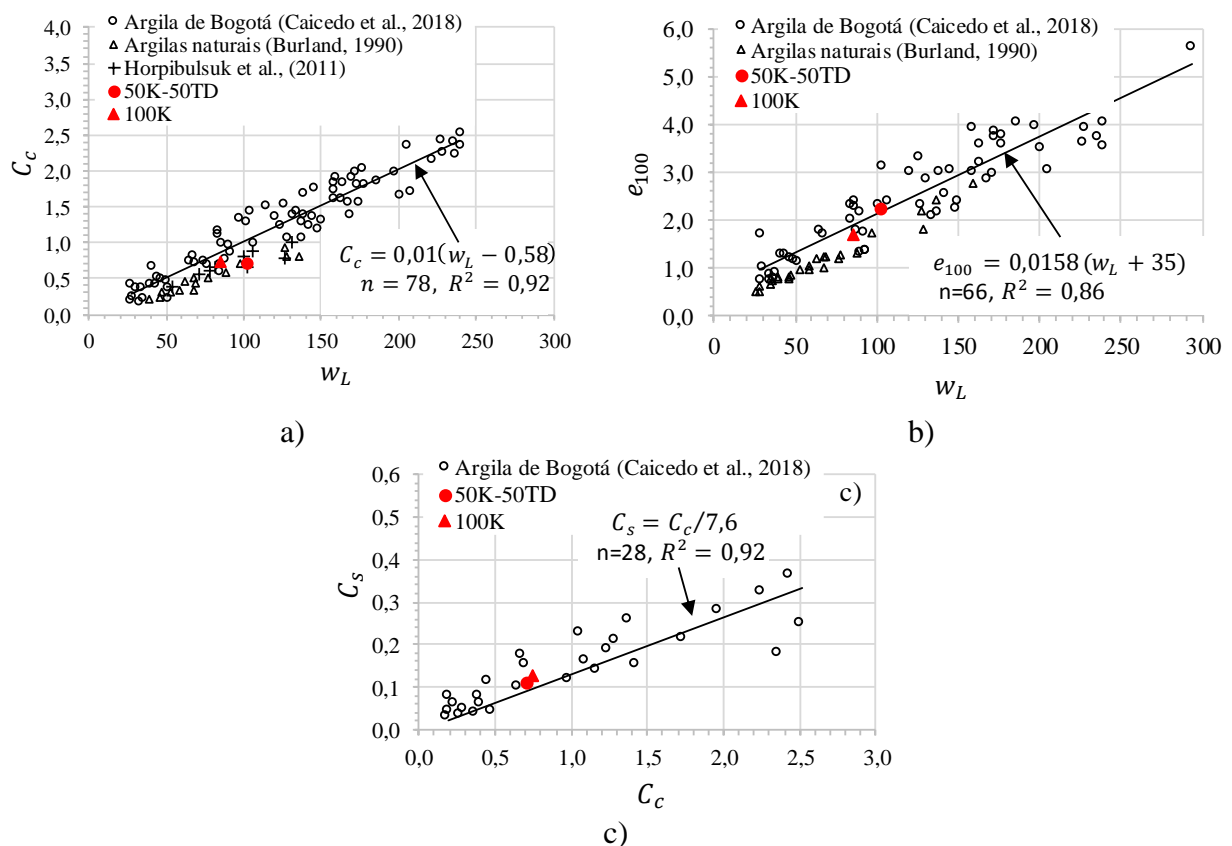 Argila de Bogotá (Caicedo et al., 2018)
Argilas naturais (Burland, 1990)
Horpibulsuk et al., (2011)
50K-50TD
100K
4,0
3,5
3,0
2,5
2,0
1,5
1,0
0,5
0,0
C_c
C_c = 0,01(w_L − 0,58)
n = 78, R² = 0,92
0 50 100 150 200 250 300
w_L
a)
Argila de Bogotá (Caicedo et al., 2018)
Argilas naturais (Burland, 1990)
50K-50TD
100K
6,0
5,0
4,0
3,0
2,0
1,0
0,0
e_100
e_100 = 0,0158 (w_L + 35)
n=66, R² = 0,86
0 50 100 150 200 250 300
w_L
b)
Argila de Bogotá (Caicedo et al., 2018)
50K-50TD
100K
c)
0,6
0,5
0,4
0,3
0,2
0,1
0,0
C_s
C_s = C_c/7,6
n=28, R² = 0,92
0,0 0,5 1,0 1,5 2,0 2,5 3,0
C_c
c)